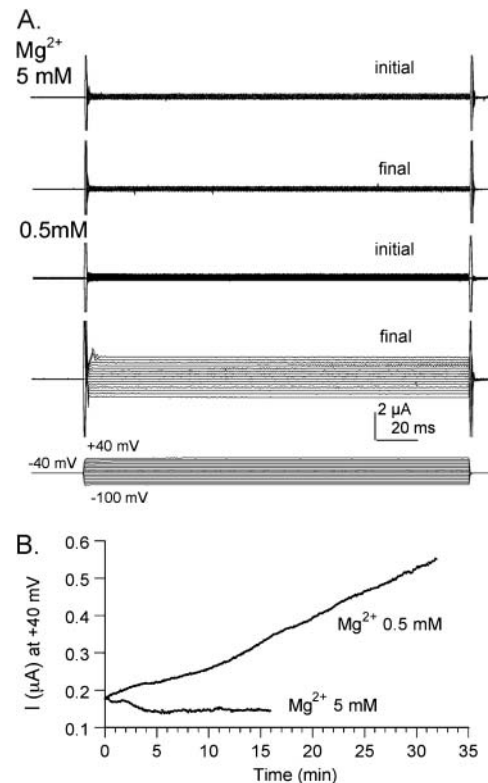 A.
Mg²⁺
5 mM
initial
final
0.5mM
initial
final
2 µA
20 ms
+40 mV
-40 mV
-100 mV
B.
I (µA) at +40 mV
0.6
0.5
0.4
0.3
0.2
0.1
Mg²⁺ 0.5 mM
Mg²⁺ 5 mM
0 5 10 15 20 25 30 35
Time (min)